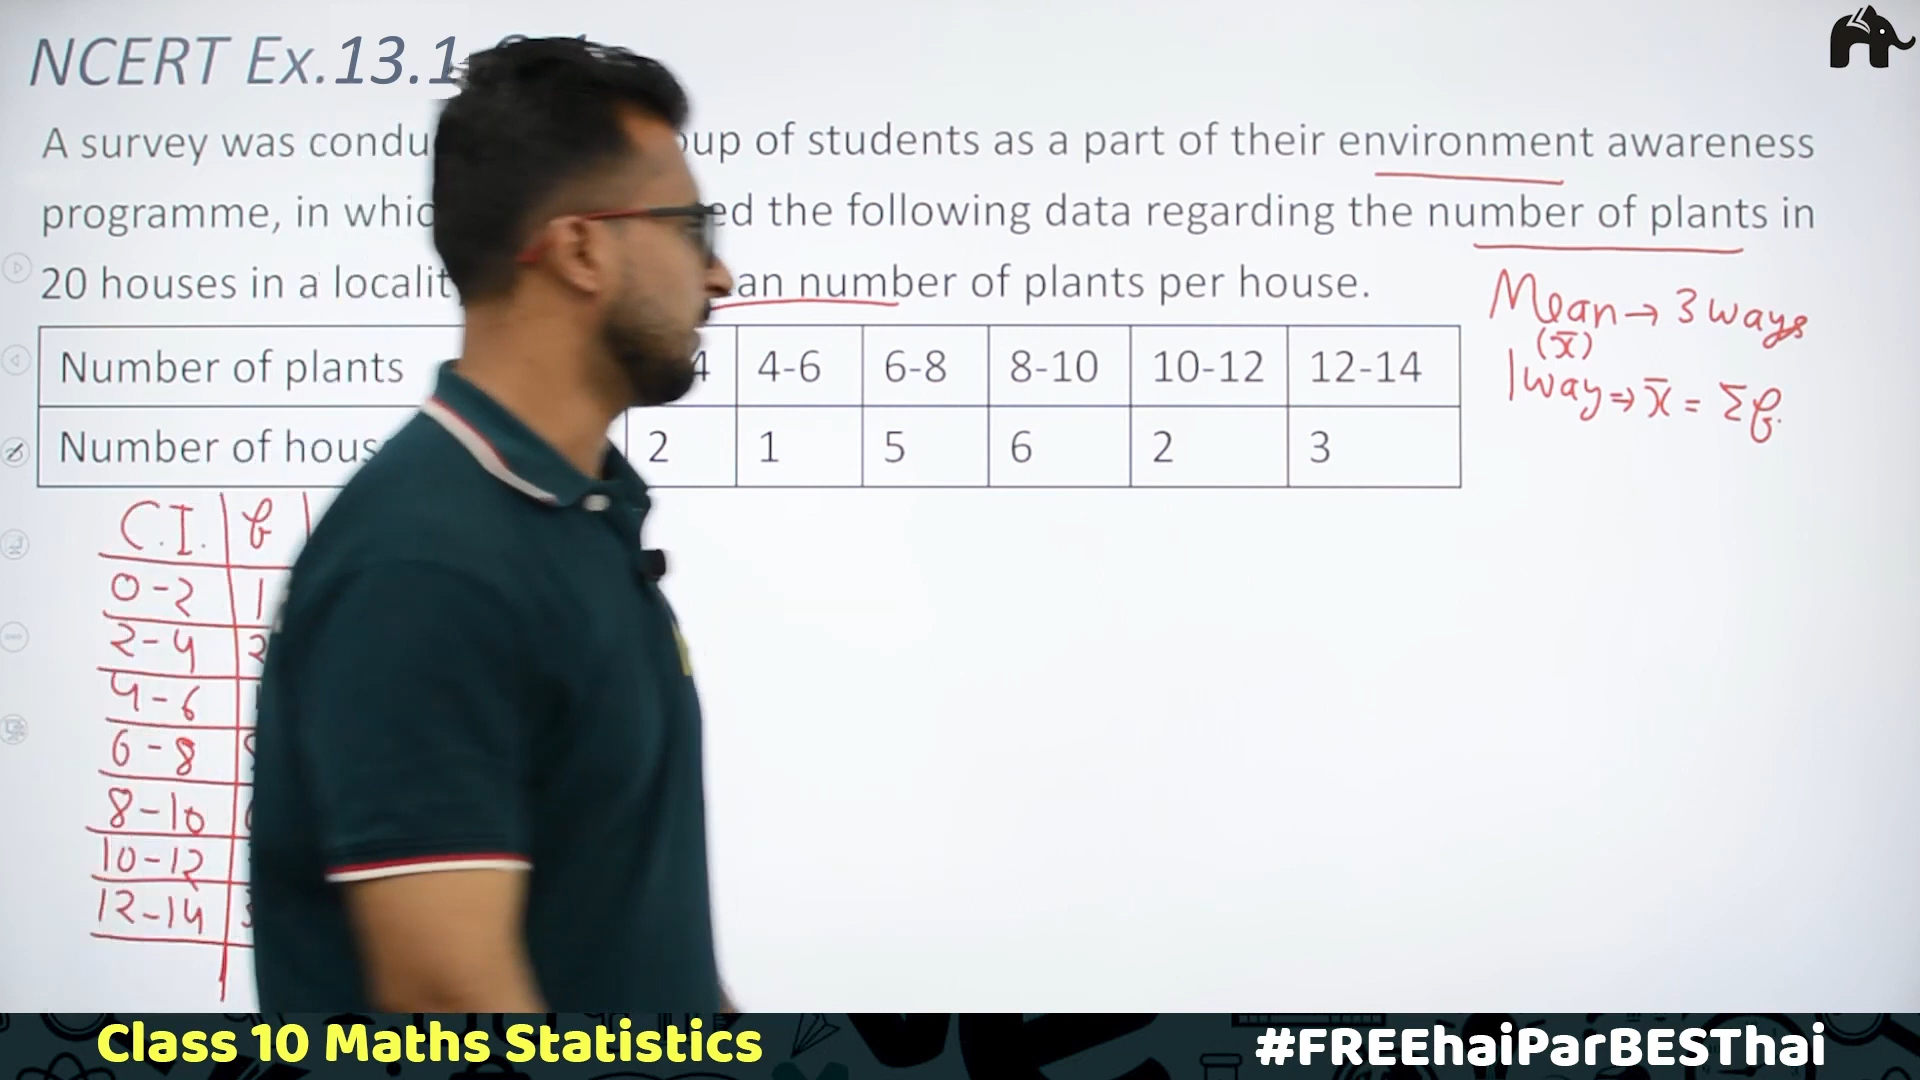 NCERT Ex.13.1
A survey was condu up of students as a part of their environment awareness
programme, in whic ed the following data regarding the number of plants in
20 houses in a localit an number of plants per house.
Number of plants 4 4-6 6-8 8-10 10-12 12-14
Number of hous 2 1 5 6 2 3
Mean → 3 ways
(x̄)
1 way ⇒ x̄ = Σf
C.I. f
0-2 1
2-4 2
4-6
6-8
8-10
10-12
12-14 3
Class 10 Maths Statistics
#FREEhaiParBESThai